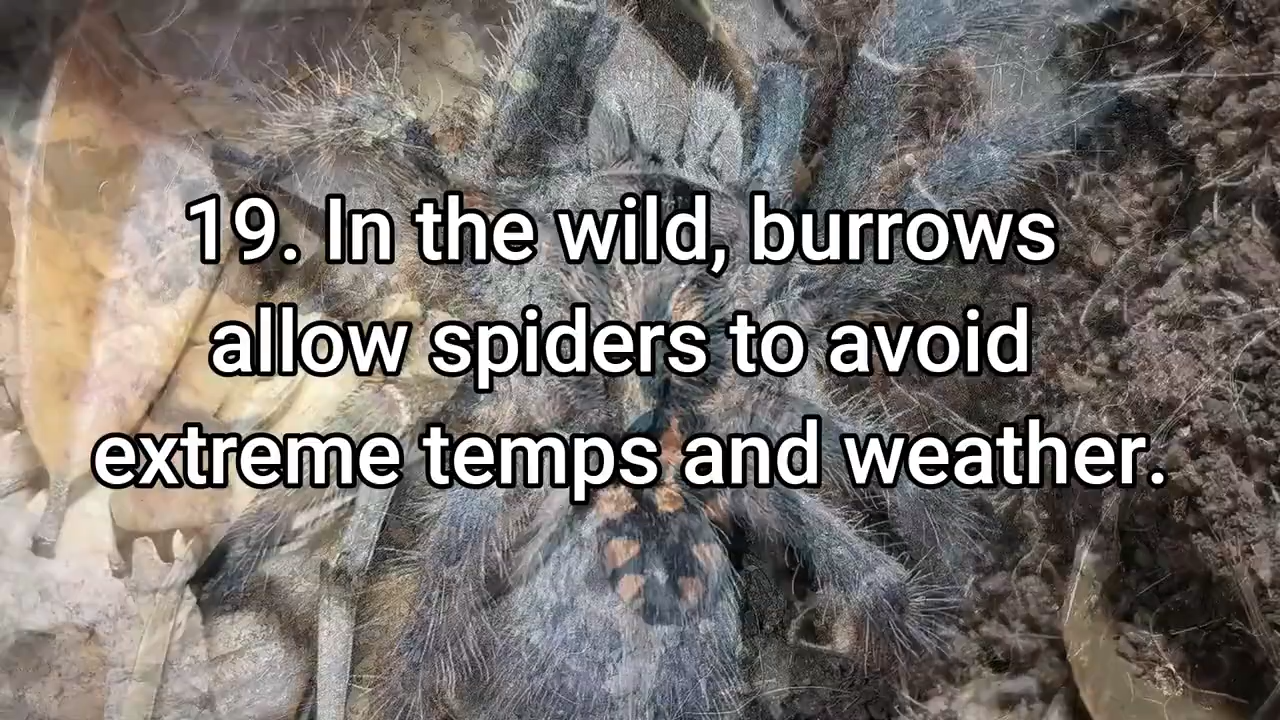 19. In the wild, burrows
allow spiders to avoid
extreme temps and weather.